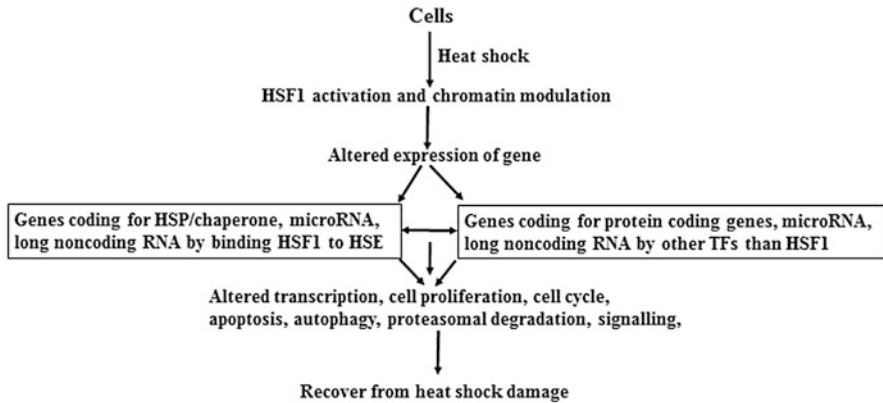 Cells
Heat shock
HSF1 activation and chromatin modulation
Altered expression of gene
Genes coding for HSP/chaperone, microRNA,
long noncoding RNA by binding HSF1 to HSE
Genes coding for protein coding genes, microRNA,
long noncoding RNA by other TFs than HSF1
Altered transcription, cell proliferation, cell cycle,
apoptosis, autophagy, proteasomal degradation, signalling,
Recover from heat shock damage